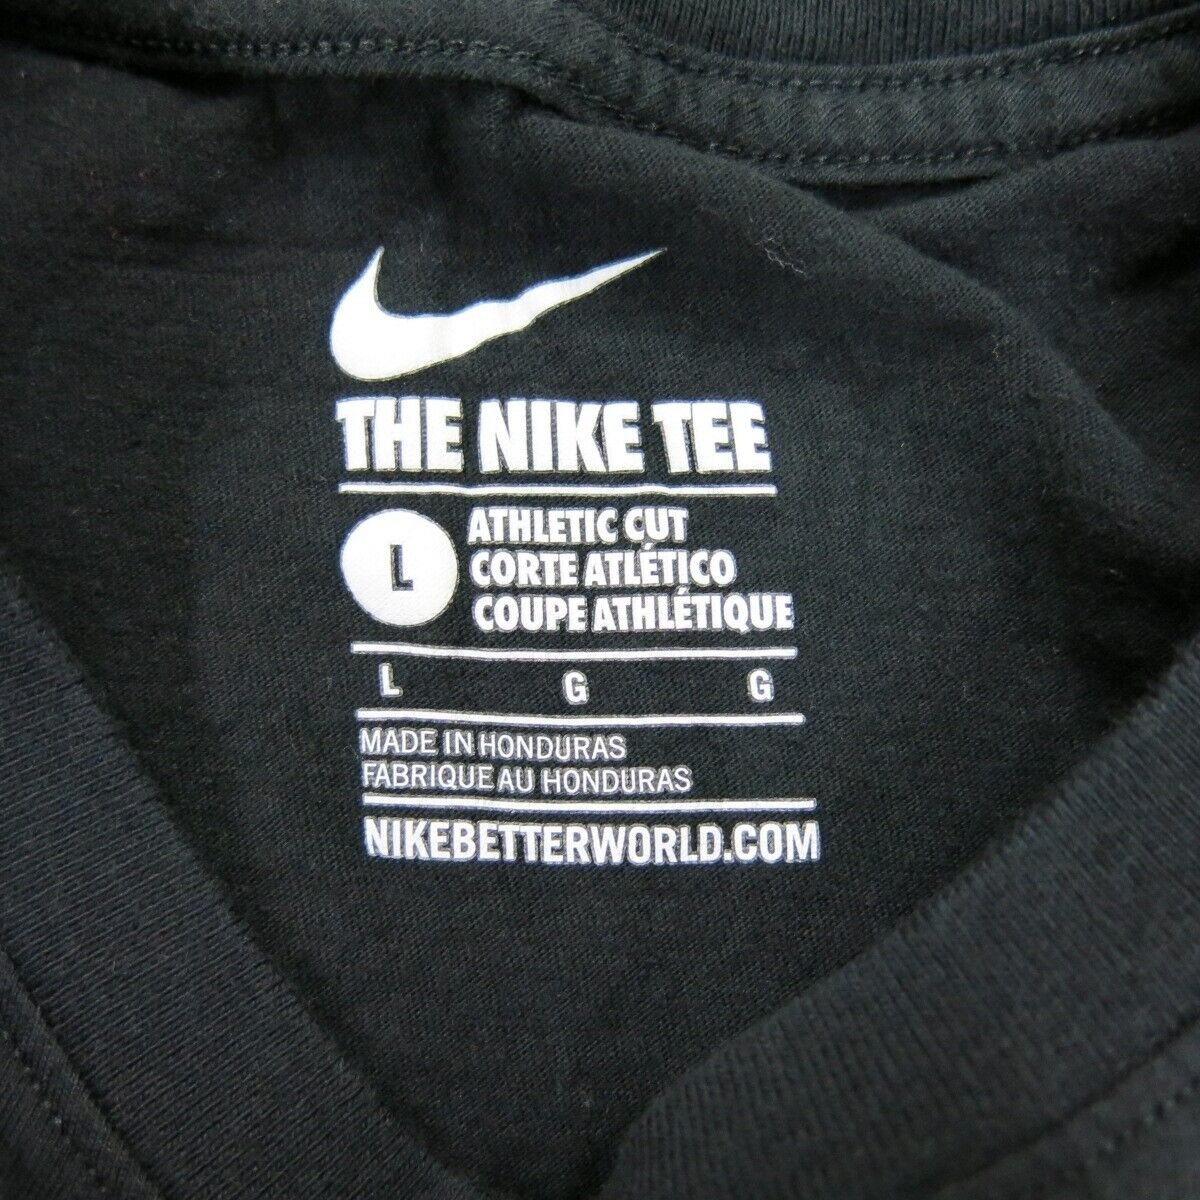 THE NIKE TEE
L
ATHLETIC CUT
CORTE ATLÉTICO
COUPE ATHLÉTIQUE
L G G
MADE IN HONDURAS
FABRIQUE AU HONDURAS
NIKEBETTERWORLD.COM